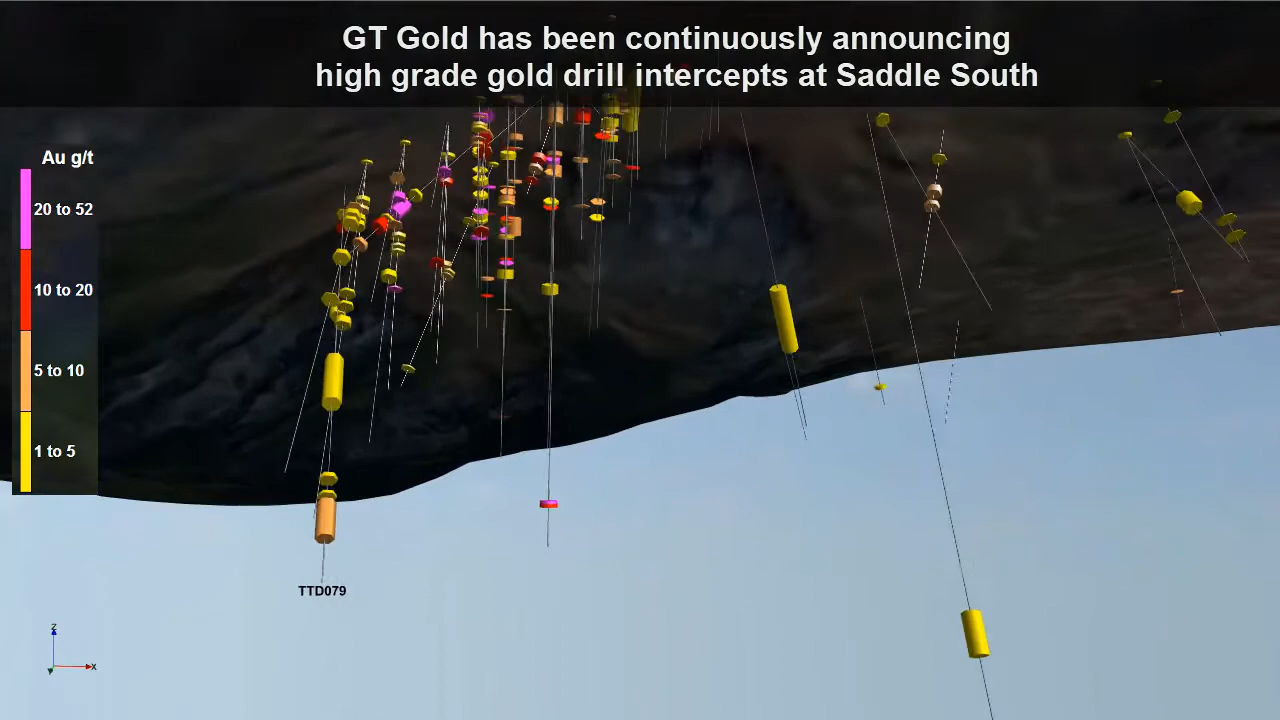 GT Gold has been continuously announcing
high grade gold drill intercepts at Saddle South
Au g/t
20 to 52
10 to 20
5 to 10
1 to 5
TTD079
Z
X